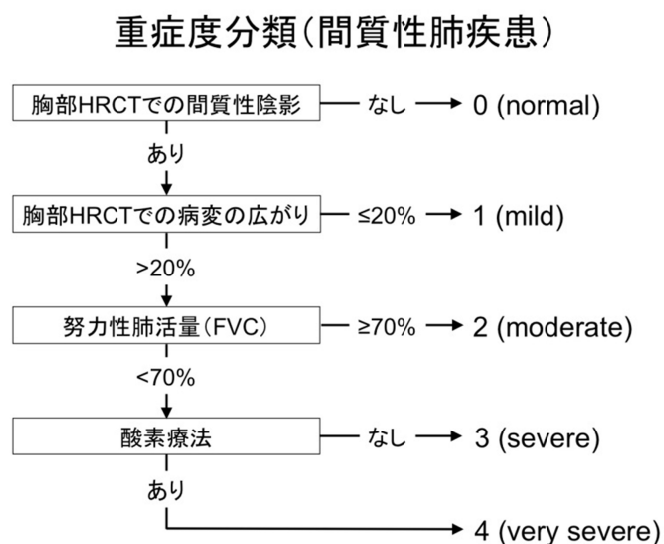 重症度分類(間質性肺疾患)
胸部HRCTでの間質性陰影 なし 0 (normal)
あり
胸部HRCTでの病変の広がり ≤20% 1 (mild)
>20%
努力性肺活量(FVC) ≥70% 2 (moderate)
<70%
酸素療法 なし 3 (severe)
あり
4 (very severe)